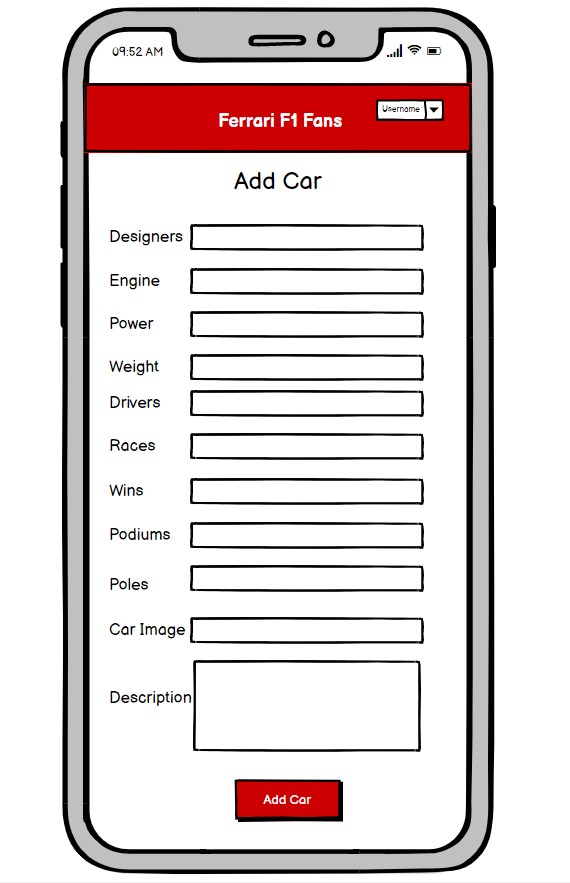 09:52 AM
Username
Ferrari F1 Fans
Add Car
Designers
Engine
Power
Weight
Drivers
Races
Wins
Podiums
Poles
Car Image
Description
Add Car